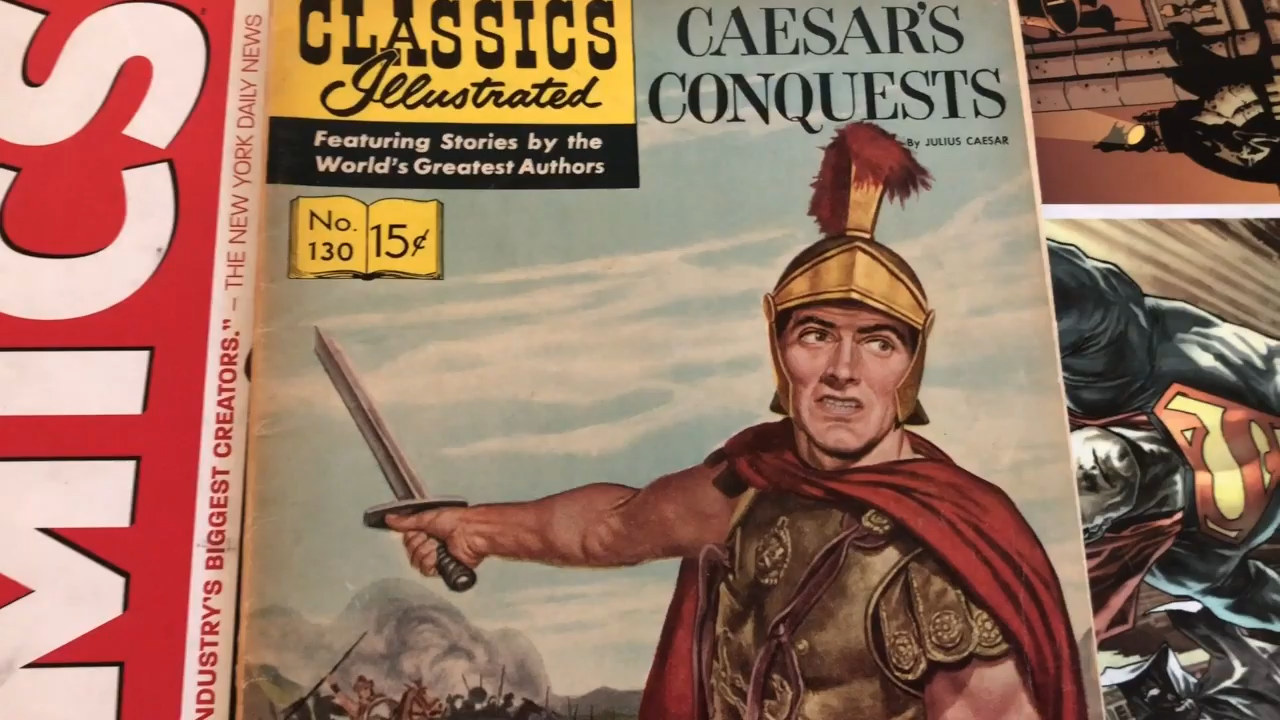 MICS
INDUSTRY'S BIGGEST CREATORS." – THE NEW YORK DAILY NEWS
CLASSICS
Illustrated
Featuring Stories by the
World's Greatest Authors
No.
130
15¢
CAESAR'S
CONQUESTS
By JULIUS CAESAR
S